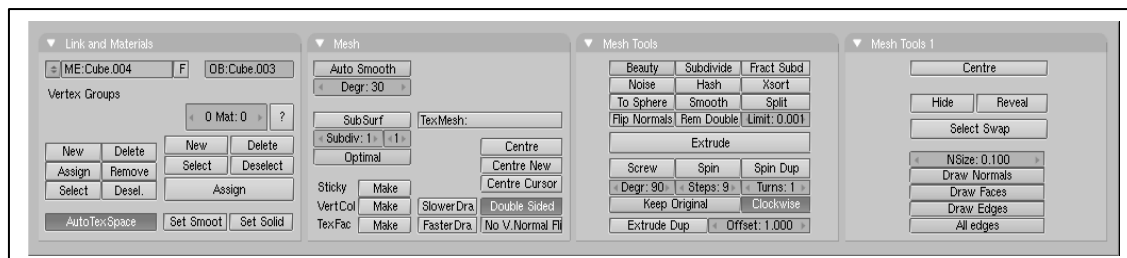 Link and Materials
ME:Cube.004 F OB:Cube.003
Vertex Groups
0 Mat: 0 ?
New Delete New Delete
Assign Remove Select Deselect
Select Desel. Assign
AutoTexSpace Set Smoot Set Solid
Mesh
Auto Smooth
Degr: 30
SubSurf TexMesh:
Subdiv: 1 1 Centre
Optimal Centre New
Sticky Make Centre Cursor
VertCol Make SlowerDra Double Sided
TexFac Make FasterDra No V.Normal Fli
Mesh Tools
Beauty Subdivide Fract Subd
Noise Hash Xsort
To Sphere Smooth Split
Flip Normals Rem Double Limit: 0.001
Extrude
Screw Spin Spin Dup
Degr: 90 Steps: 9 Turns: 1
Keep Original Clockwise
Extrude Dup Offset: 1.000
Mesh Tools 1
Centre
Hide Reveal
Select Swap
NSize: 0.100
Draw Normals
Draw Faces
Draw Edges
All edges